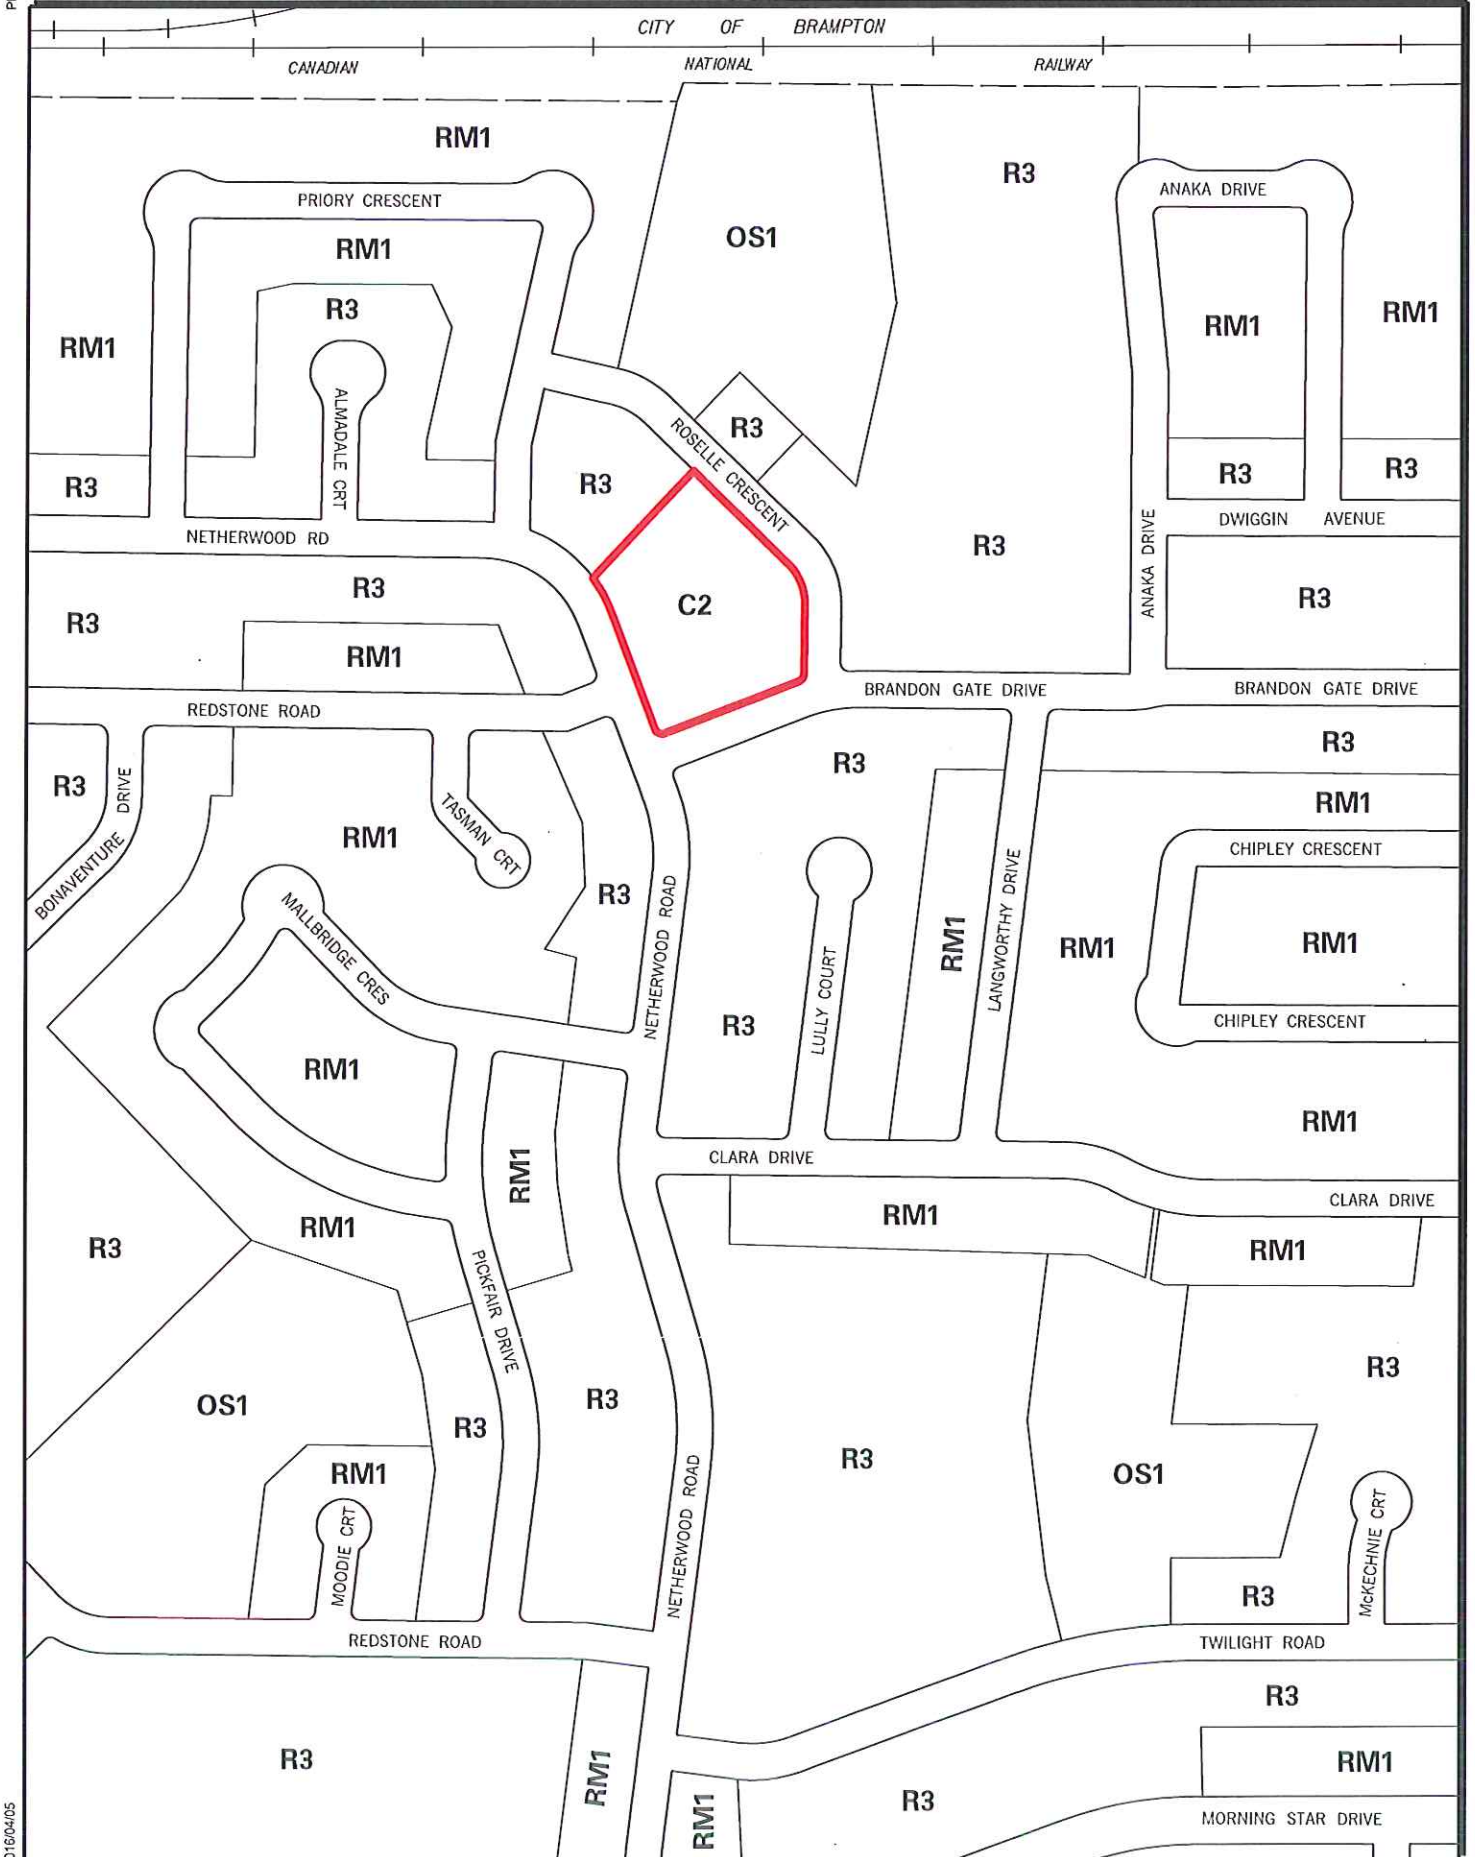 CITY OF BRAMPTON
CANADIAN NATIONAL RAILWAY
RM1
R3
PRIORY CRESCENT
ANAKA DRIVE
OS1
RM1
R3
RM1
RM1
RM1
ALMADALE CRT
R3
ROSELLE CRESCENT
R3
R3
R3
R3
NETHERWOOD RD
DWIGGIN AVENUE
R3
ANAKA DRIVE
R3
R3
C2
R3
RM1
BRANDON GATE DRIVE
BRANDON GATE DRIVE
REDSTONE ROAD
R3
R3
R3
BONAVENTURE DRIVE
TASMAN CRT
RM1
RM1
CHIPLEY CRESCENT
R3
MALLBRIDGE CRES
NETHERWOOD ROAD
LULLY COURT
RM1
LANGWORTHY DRIVE
RM1
RM1
R3
CHIPLEY CRESCENT
RM1
RM1
RM1
CLARA DRIVE
CLARA DRIVE
RM1
RM1
R3
RM1
PICKFAIR DRIVE
R3
OS1
R3
R3
R3
RM1
OS1
MOODIE CRT
NETHERWOOD ROAD
McKECHNIE CRT
R3
REDSTONE ROAD
TWILIGHT ROAD
R3
R3
RM1
RM1
RM1
R3
MORNING STAR DRIVE
016/04/05